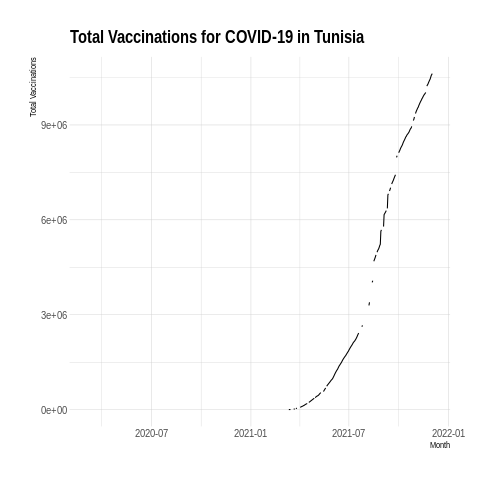 Total Vaccinations for COVID-19 in Tunisia
Total Vaccinations
9e+06
6e+06
3e+06
0e+00
2020-07
2021-01
2021-07
2022-01
Month